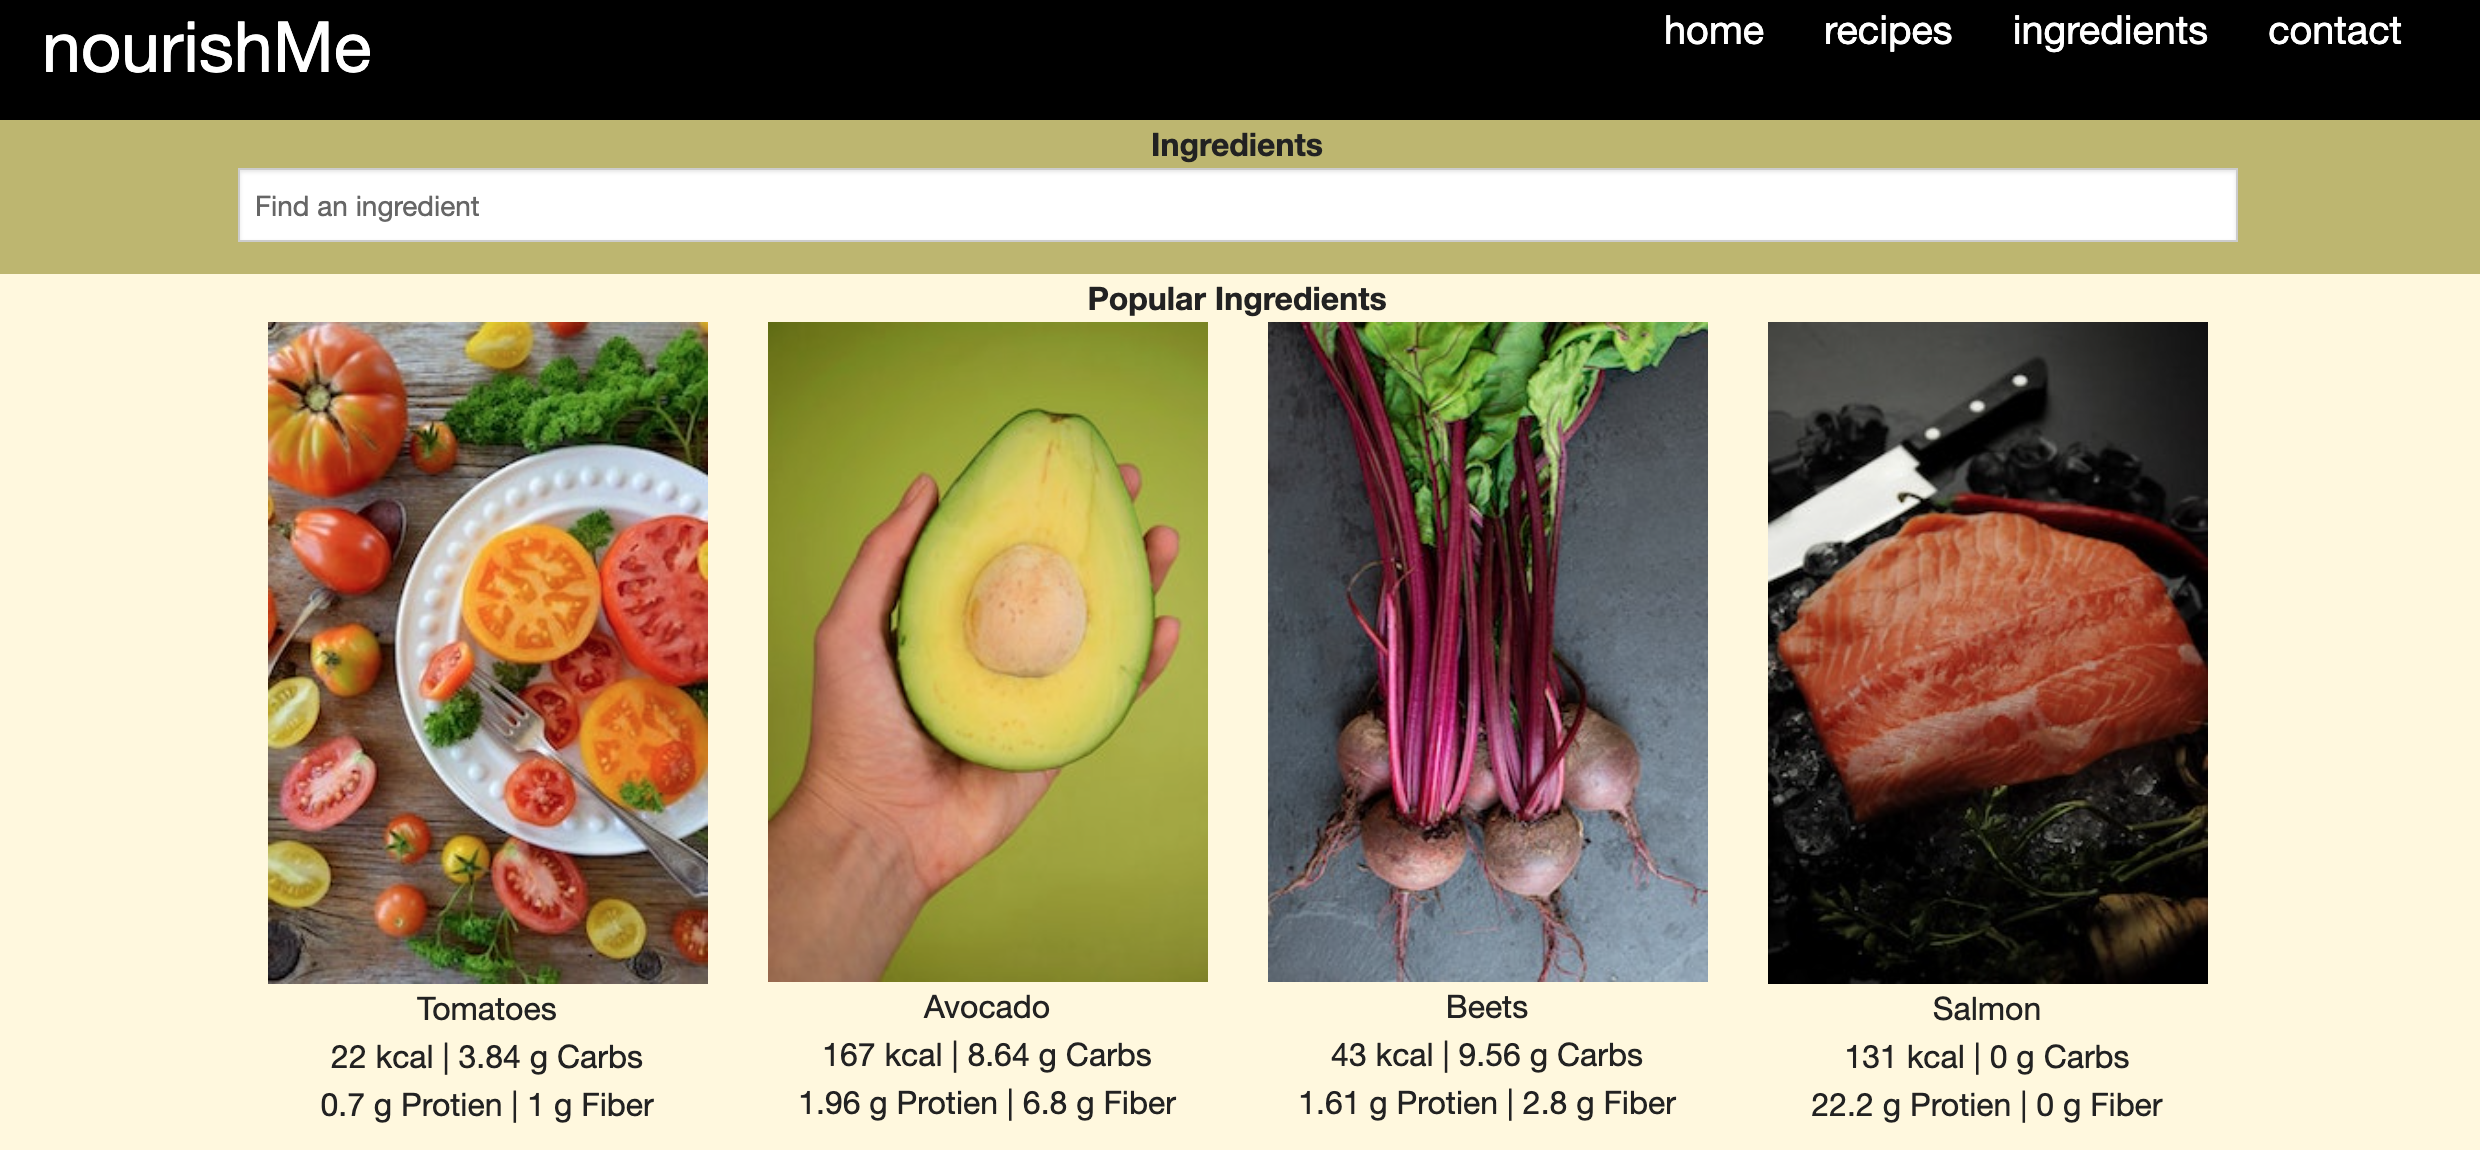 nourishMe
home recipes ingredients contact
Ingredients
Find an ingredient
Popular Ingredients
Tomatoes
22 kcal | 3.84 g Carbs
0.7 g Protien | 1 g Fiber
Avocado
167 kcal | 8.64 g Carbs
1.96 g Protien | 6.8 g Fiber
Beets
43 kcal | 9.56 g Carbs
1.61 g Protien | 2.8 g Fiber
Salmon
131 kcal | 0 g Carbs
22.2 g Protien | 0 g Fiber